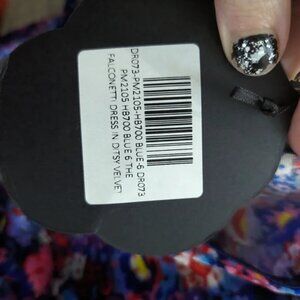 DR073-PM2105-HB700 BLUE-6 DR073
PM2105 HB700 BLUE 6 THE
FALCONETTI DRESS IN DITSY VELVET